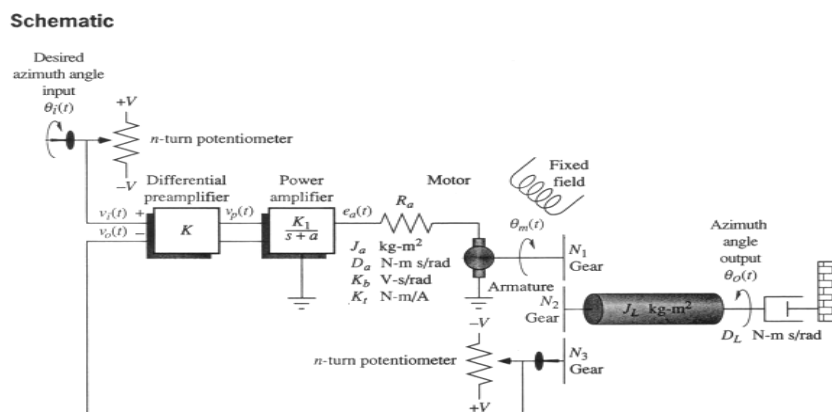 Schematic
Desired
azimuth angle
input
θi(t)
+V
n-turn potentiometer
−V
Differential
preamplifier
Power
amplifier
Motor
Fixed
field
vi(t) +
vo(t) −
K
vp(t)
K1
s + a
ea(t)
Ra
Ja kg-m²
Da N-m s/rad
Kb V-s/rad
Kt N-m/A
θm(t)
Armature
N1
Gear
N2
Gear
JL kg-m²
Azimuth
angle
output
θo(t)
DL N-m s/rad
−V
n-turn potentiometer
+V
N3
Gear